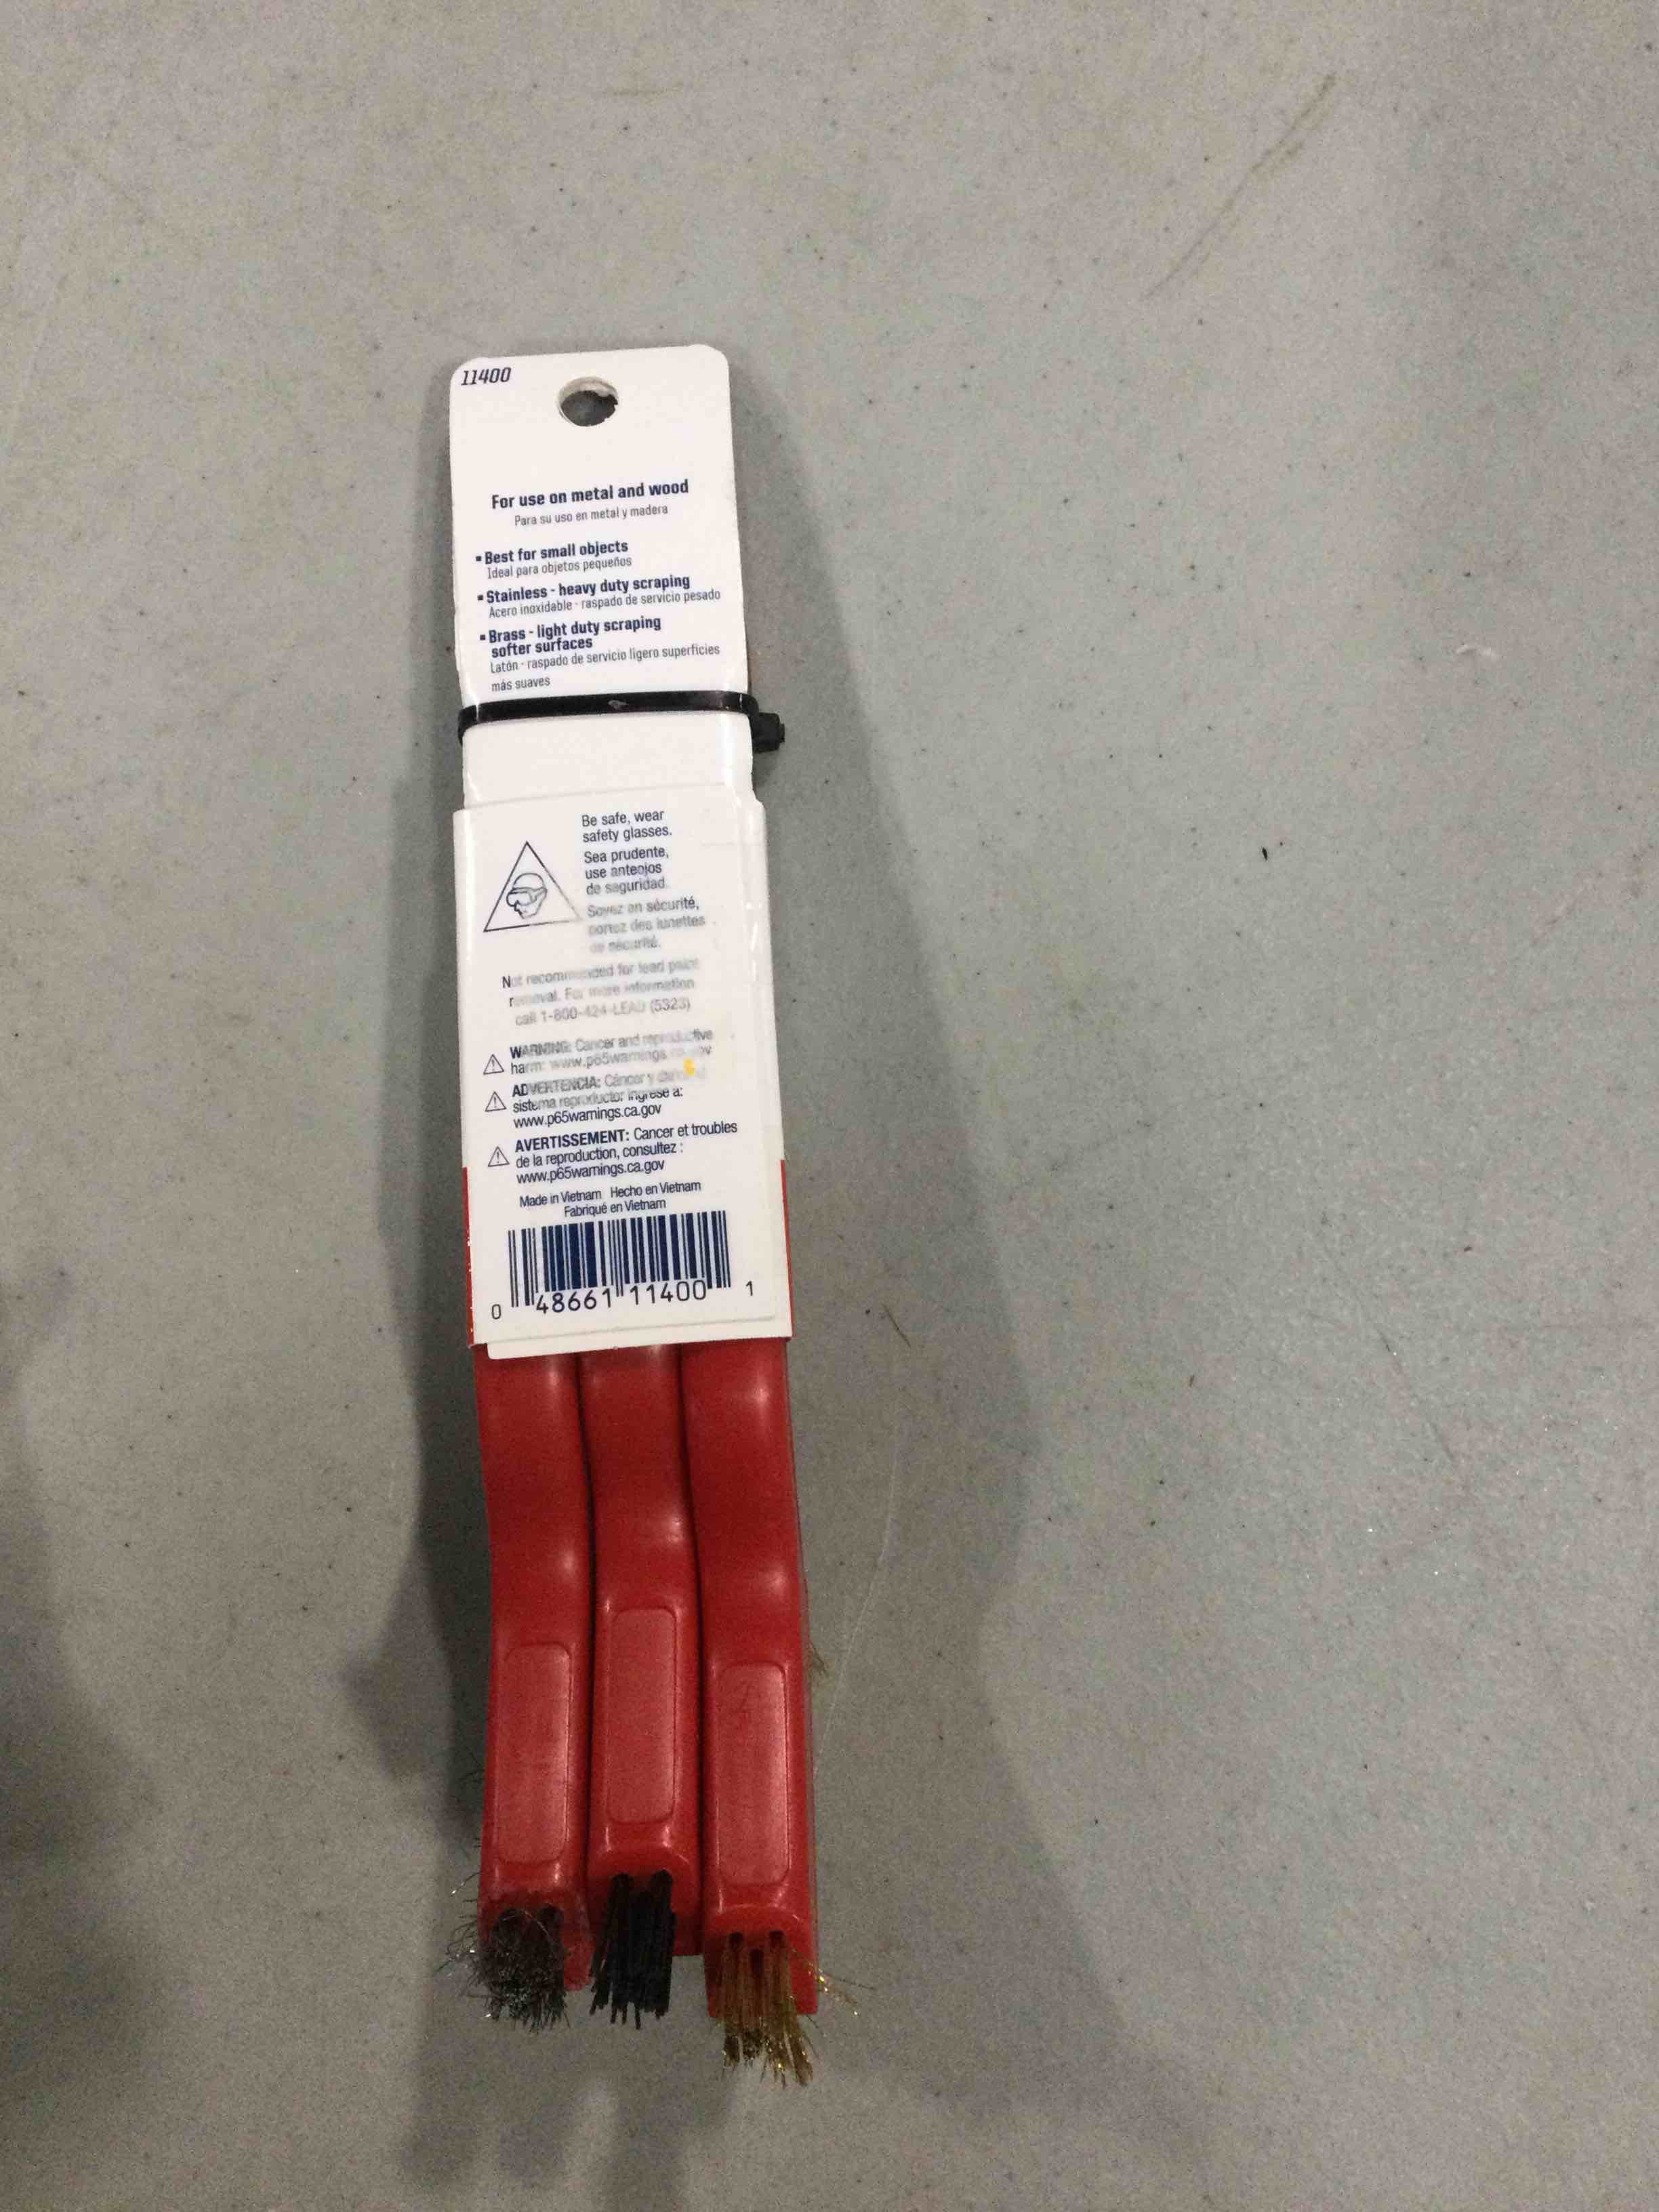 11400
For use on metal and wood
Para su uso en metal y madera
▪ Best for small objects
Ideal para objetos pequeños
▪ Stainless - heavy duty scraping
Acero inoxidable - raspado de servicio pesado
▪ Brass - light duty scraping
softer surfaces
Latón - raspado de servicio ligero superficies
más suaves
Be safe, wear
safety glasses.
Sea prudente,
use anteojos
de seguridad.
Soyez en sécurité,
portez des lunettes
de sécurité.
Not recommended for lead paint
removal. For more information
call 1-800-424-LEAD (5323)
WARNING: Cancer and reproductive
harm: www.p65warnings.ca.gov
ADVERTENCIA: Cáncer y
sistema reproductor ingrese a:
www.p65warnings.ca.gov
AVERTISSEMENT: Cancer et troubles
de la reproduction, consultez :
www.p65warnings.ca.gov
Made in Vietnam Hecho en Vietnam
Fabriqué en Vietnam
0 48661 11400 1